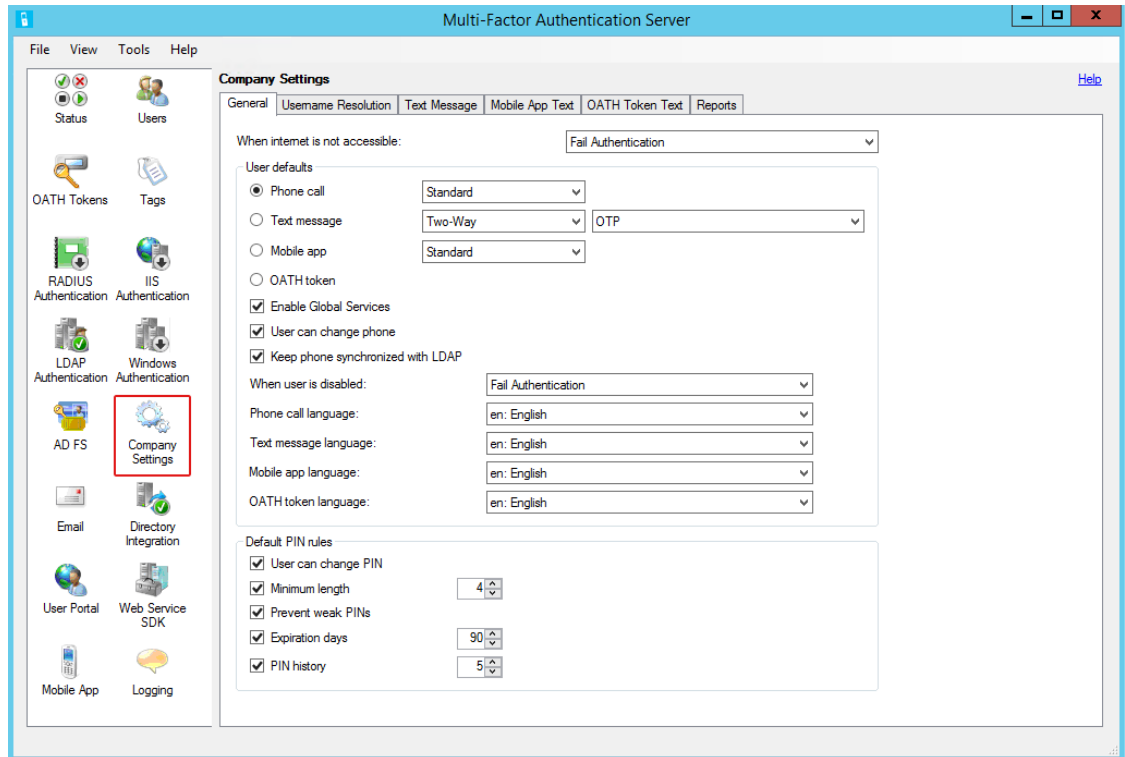 Multi-Factor Authentication Server
File View Tools Help
Status
Users
OATH Tokens
Tags
RADIUS
Authentication
IIS
Authentication
LDAP
Authentication
Windows
Authentication
AD FS
Company
Settings
Email
Directory
Integration
User Portal
Web Service
SDK
Mobile App
Logging
Company Settings
Help
General Username Resolution Text Message Mobile App Text OATH Token Text Reports
When internet is not accessible: Fail Authentication
User defaults
Phone call Standard
Text message Two-Way OTP
Mobile app Standard
OATH token
Enable Global Services
User can change phone
Keep phone synchronized with LDAP
When user is disabled: Fail Authentication
Phone call language: en: English
Text message language: en: English
Mobile app language: en: English
OATH token language: en: English
Default PIN rules
User can change PIN
Minimum length 4
Prevent weak PINs
Expiration days 90
PIN history 5